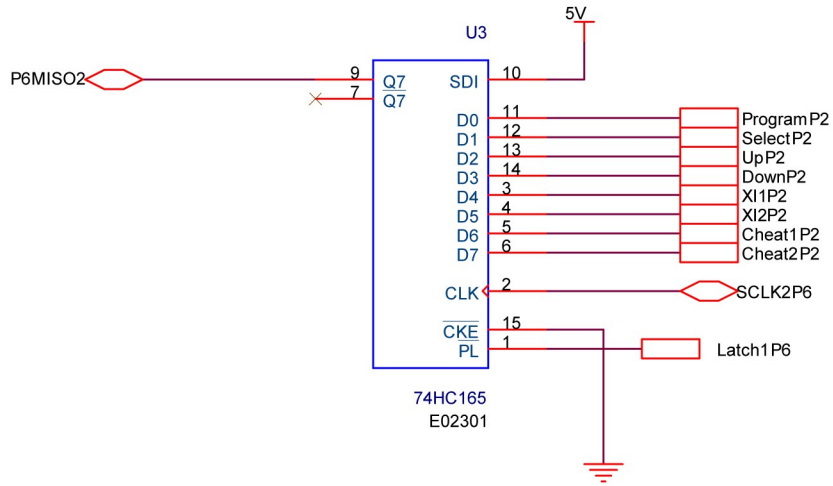 5V
U3
P6MISO2 9 Q7 SDI 10
7 Q7
D0 11 ProgramP2
D1 12 SelectP2
D2 13 UpP2
D3 14 DownP2
D4 3 XI1P2
D5 4 XI2P2
D6 5 Cheat1P2
D7 6 Cheat2P2
CLK 2 SCLK2P6
CKE 15
PL 1 Latch1P6
74HC165
E02301